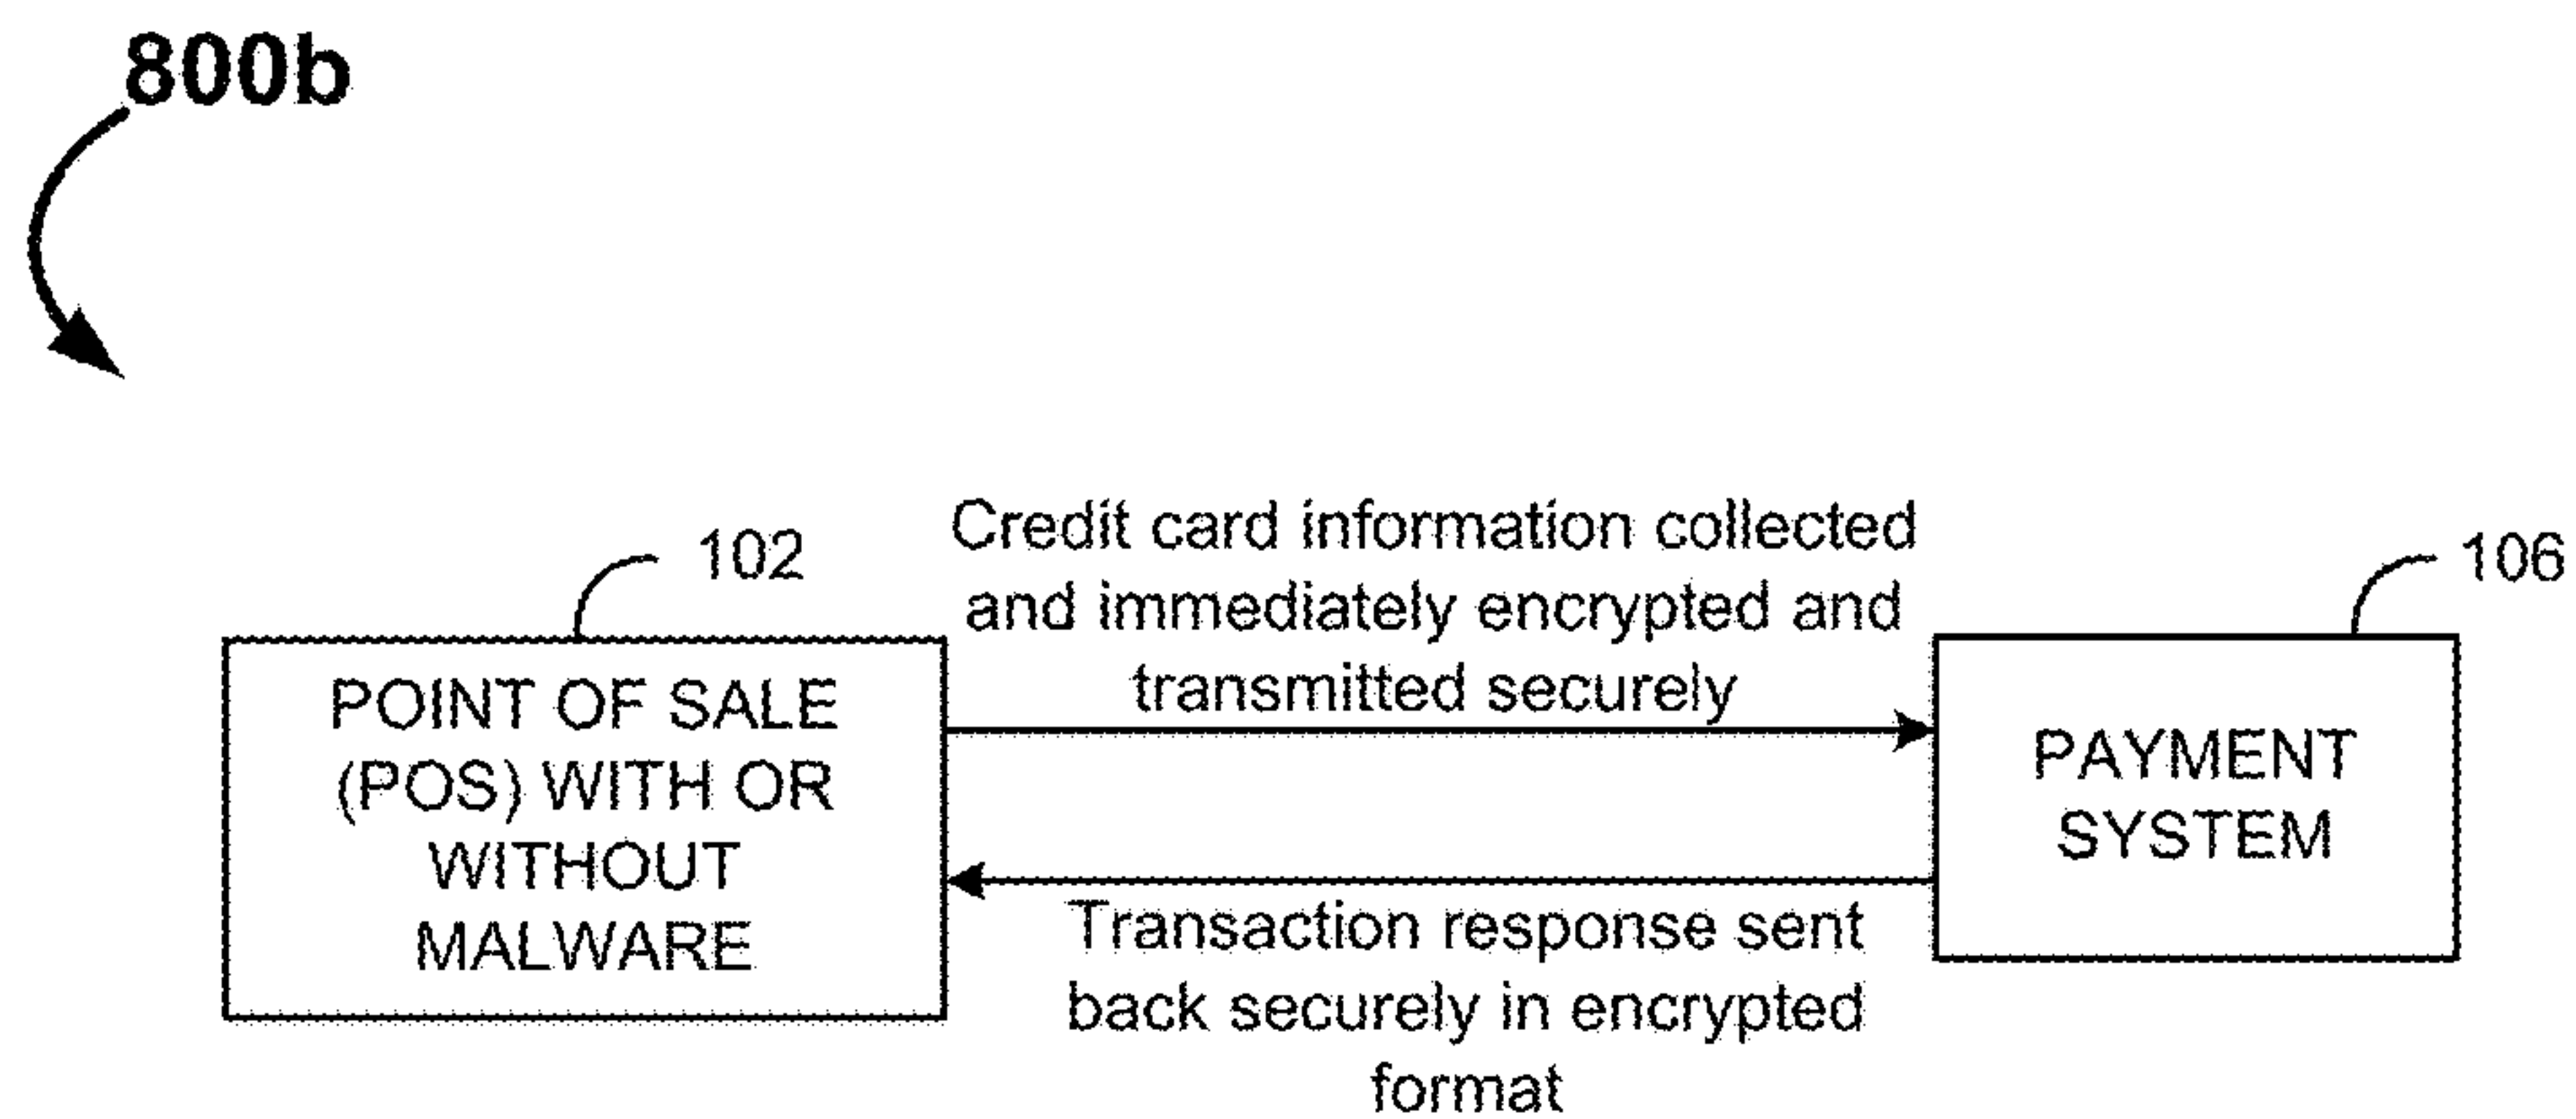 800b
102
Credit card information collected
and immediately encrypted and
transmitted securely
106
POINT OF SALE
(POS) WITH OR
WITHOUT
MALWARE
PAYMENT
SYSTEM
Transaction response sent
back securely in encrypted
format